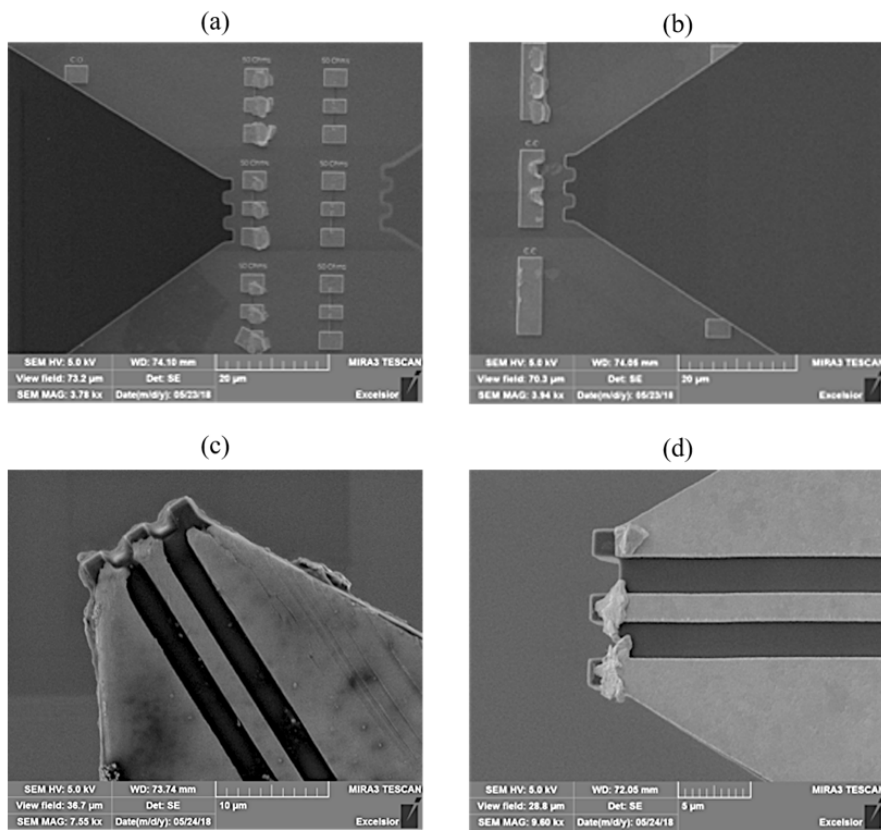 (a)
(b)
C O
50 Ohms 50 Ohms
50 Ohms 50 Ohms
50 Ohms 50 Ohms
C.C
C.C
SEM HV: 5.0 kV WD: 74.10 mm MIRA3 TESCAN
View field: 73.2 µm Det: SE 20 µm
SEM MAG: 3.78 kx Date(m/d/y): 05/23/18 Excelsior
SEM HV: 5.0 kV WD: 74.05 mm MIRA3 TESCAN
View field: 70.3 µm Det: SE 20 µm
SEM MAG: 3.94 kx Date(m/d/y): 05/23/18 Excelsior
(c)
(d)
SEM HV: 5.0 kV WD: 73.74 mm MIRA3 TESCAN
View field: 36.7 µm Det: SE 10 µm
SEM MAG: 7.55 kx Date(m/d/y): 05/24/18 Excelsior
SEM HV: 5.0 kV WD: 72.05 mm MIRA3 TESCAN
View field: 28.8 µm Det: SE 5 µm
SEM MAG: 9.60 kx Date(m/d/y): 05/24/18 Excelsior